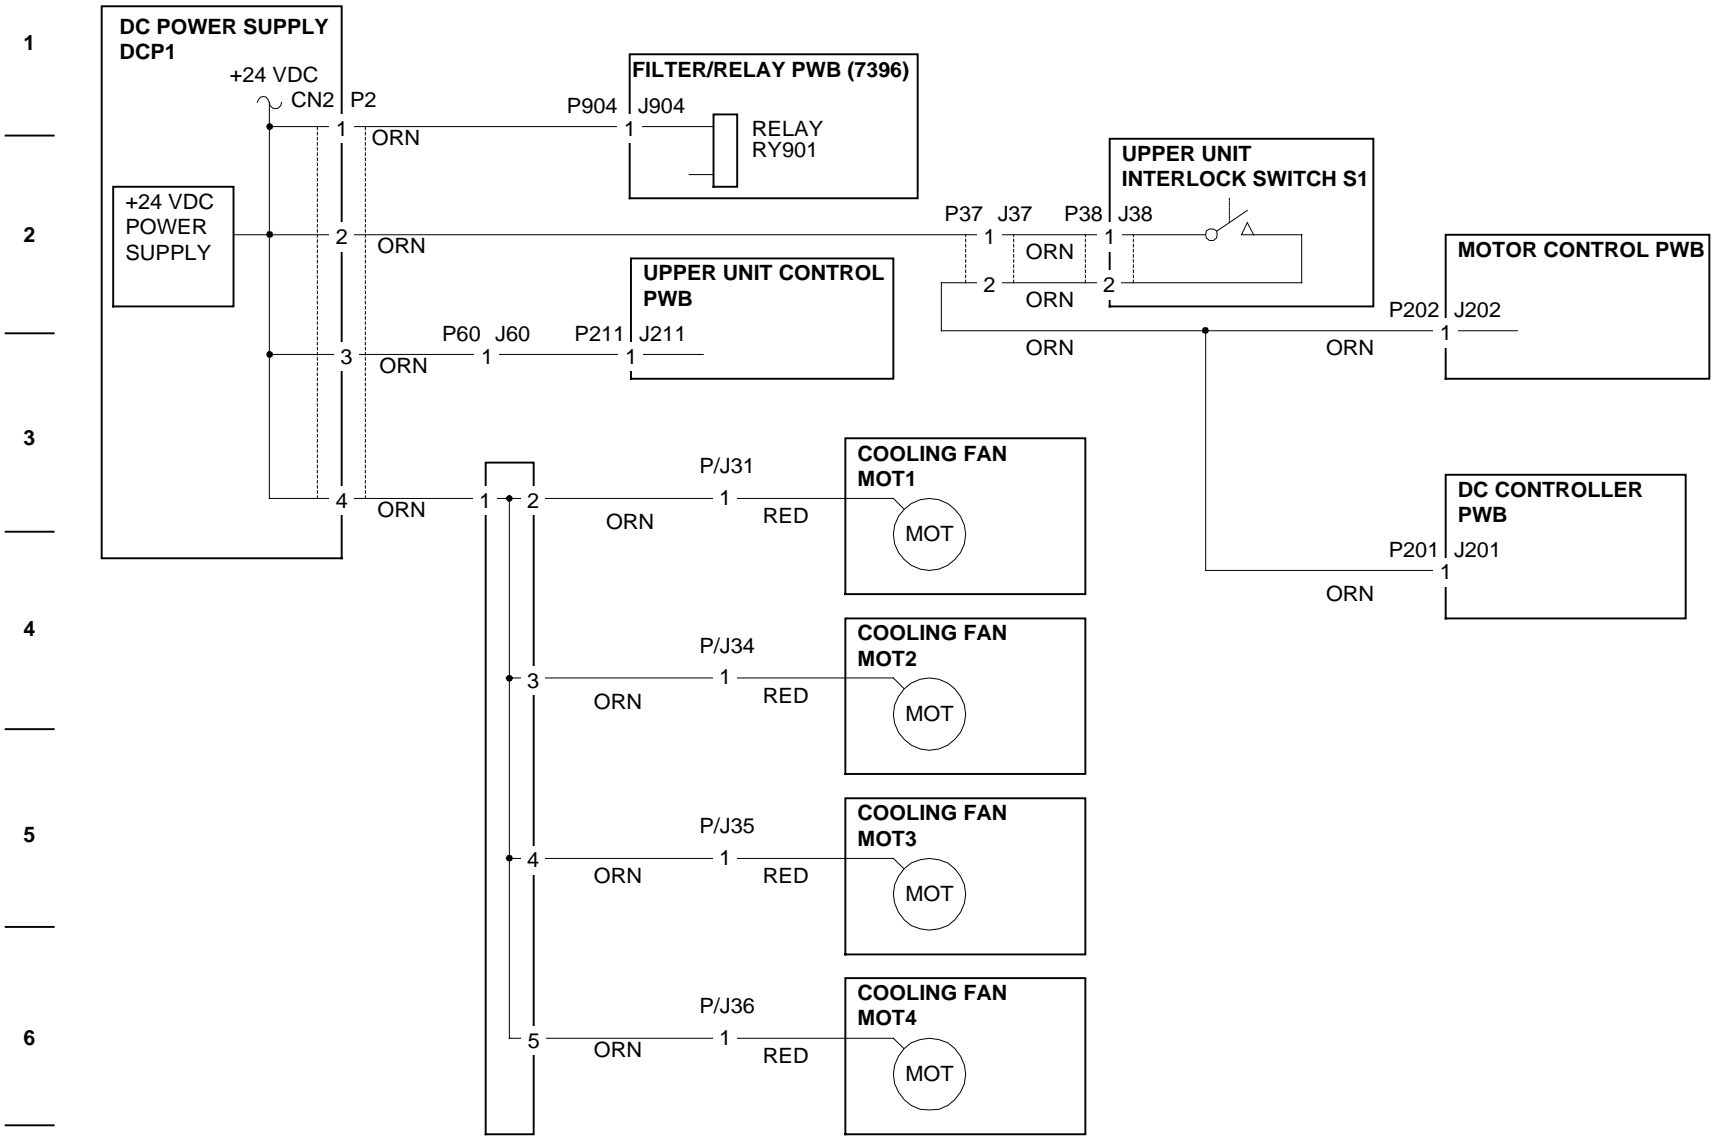 1
DC POWER SUPPLY
DCP1
+24 VDC
CN2 P2
1
ORN
FILTER/RELAY PWB (7396)
P904 J904
1
RELAY
RY901
2
+24 VDC
POWER
SUPPLY
2
ORN
UPPER UNIT
INTERLOCK SWITCH S1
P37 J37 P38 J38
1 ORN 1
2 ORN 2
UPPER UNIT CONTROL
PWB
P60 J60 P211 J211
3 ORN 1 1
MOTOR CONTROL PWB
P202 J202
1
ORN ORN
3
4 ORN 1 2 ORN
P/J31
1 RED
COOLING FAN
MOT1
MOT
DC CONTROLLER
PWB
P201 J201
1
ORN
4
3 ORN
P/J34
1 RED
COOLING FAN
MOT2
MOT
5
4 ORN
P/J35
1 RED
COOLING FAN
MOT3
MOT
6
5 ORN
P/J36
1 RED
COOLING FAN
MOT4
MOT